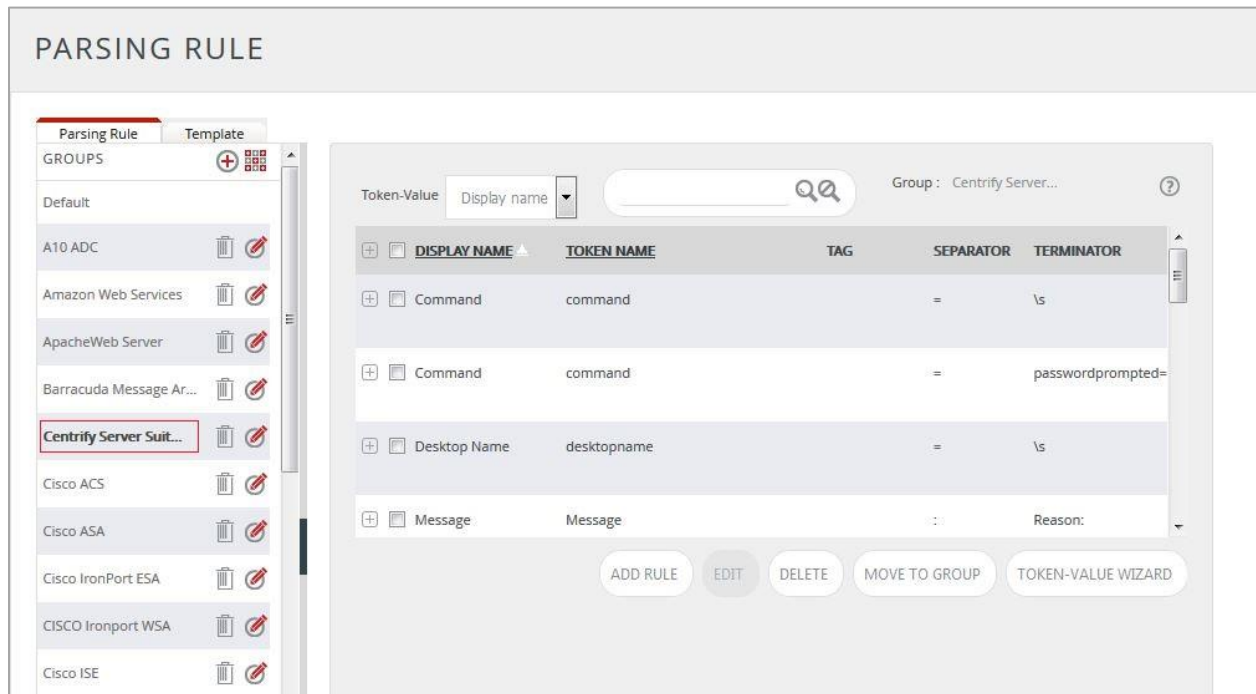 PARSING RULE
Parsing Rule Template
GROUPS
Default
A10 ADC
Amazon Web Services
ApacheWeb Server
Barracuda Message Ar...
Centrify Server Suit...
Cisco ACS
Cisco ASA
Cisco IronPort ESA
CISCO Ironport WSA
Cisco ISE
Token-Value Display name Group : Centrify Server... ?
DISPLAY NAME TOKEN NAME TAG SEPARATOR TERMINATOR
Command command = \s
Command command = passwordprompted=
Desktop Name desktopname = \s
Message Message : Reason:
ADD RULE EDIT DELETE MOVE TO GROUP TOKEN-VALUE WIZARD